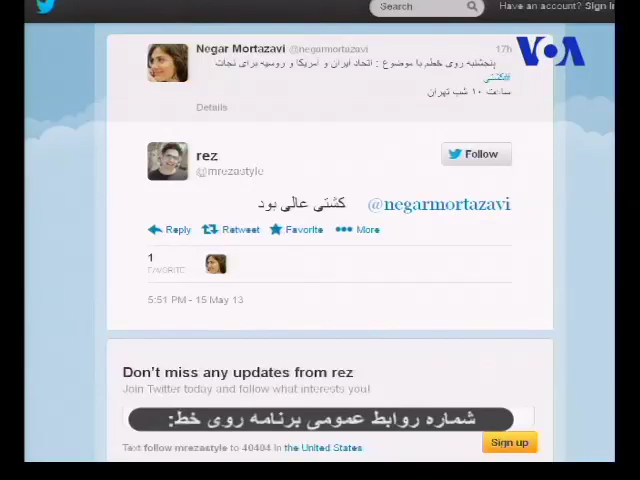 Search
Have an account? Sign in
VOA
Negar Mortazavi @negarmortazavi 17h
پنجشنبه روی خطم با موضوع : اتحاد ایران و امریکا و روسیه برای نجات
#کشتی
ساعت ۱۰ شب تهران
Details
rez
@mrezastyle
Follow
@negarmortazavi کشتی عالی بود
Reply Retweet Favorite More
1
FAVORITE
5:51 PM - 15 May 13
Don't miss any updates from rez
Join Twitter today and follow what interests you!
شماره روابط عمومی برنامه روی خط:
Text follow mrezastyle to 40404 in the United States
Sign up